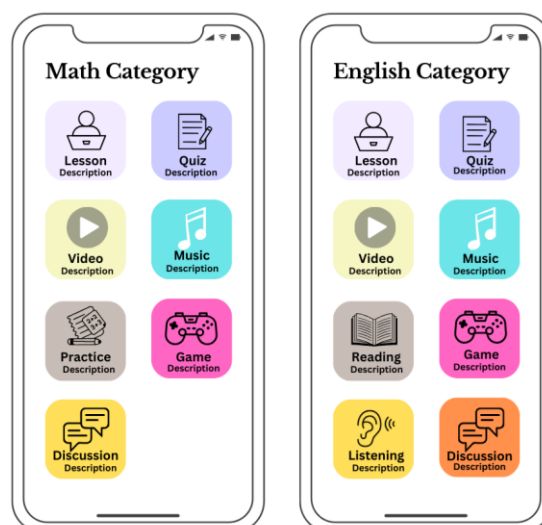 Math Category
Lesson
Description
Quiz
Description
Video
Description
Music
Description
Practice
Description
Game
Description
Discussion
Description
English Category
Lesson
Description
Quiz
Description
Video
Description
Music
Description
Reading
Description
Game
Description
Listening
Description
Discussion
Description